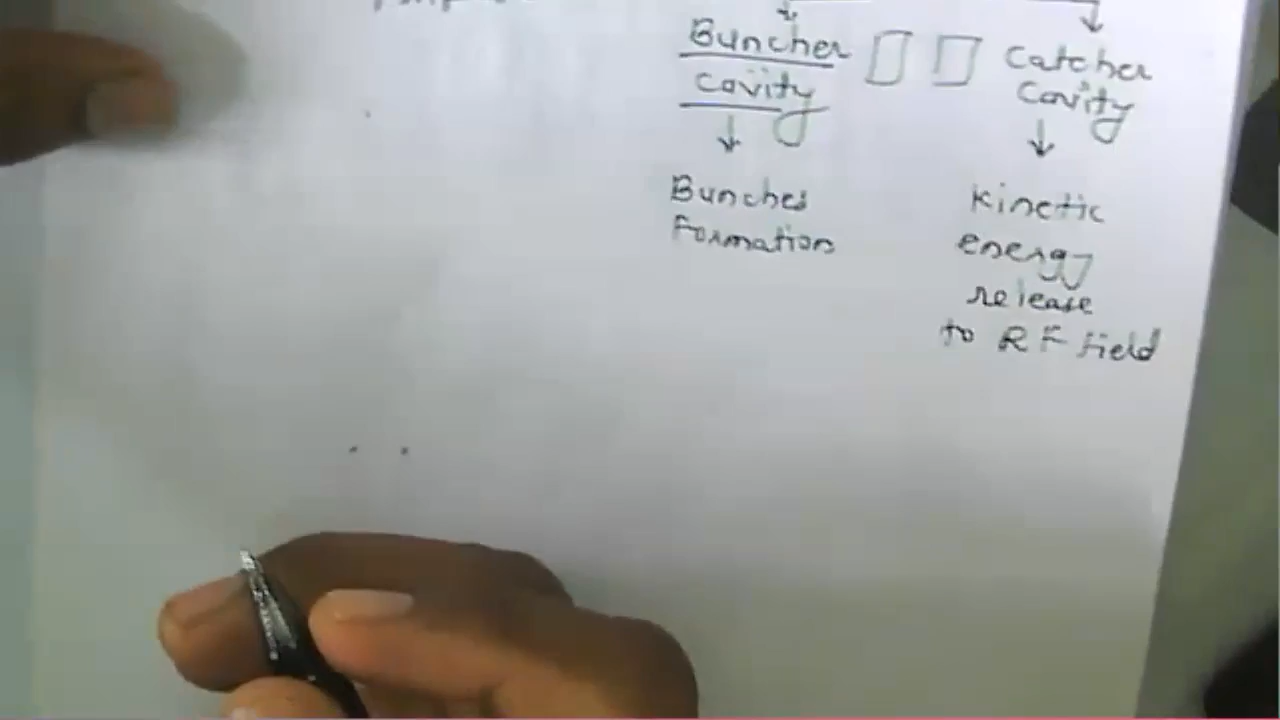 Buncher
cavity
Catcher
Cavity
Bunches
Formation
Kinetic
energy
release
to RF field